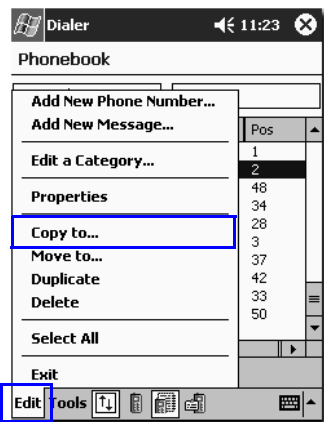 Dialer 11:23
Phonebook
Add New Phone Number...
Add New Message...
Edit a Category...
Properties
Copy to...
Move to...
Duplicate
Delete
Select All
Exit
Pos
1
2
48
34
28
3
37
42
33
50
Edit Tools